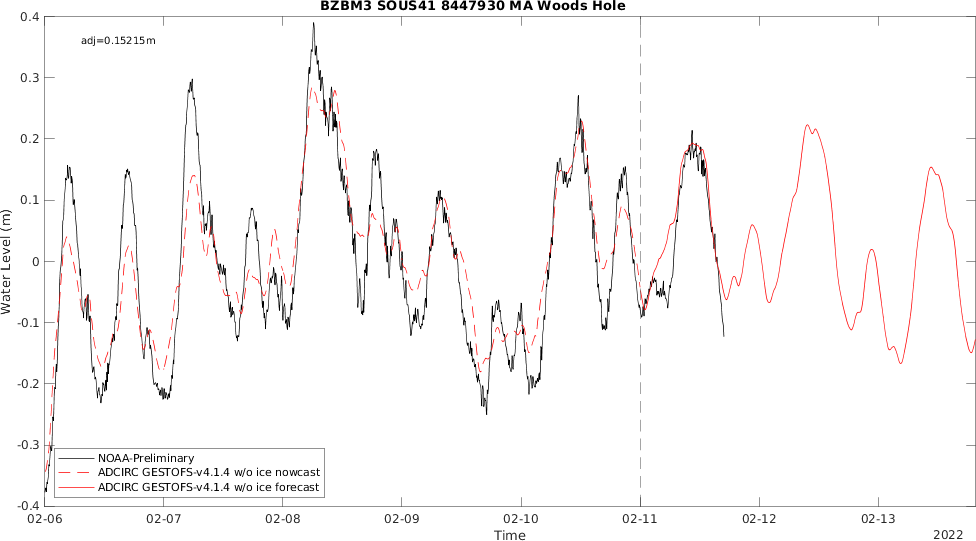 BZBM3 SOUS41 8447930 MA Woods Hole
adj=0.15215m
0.4
0.3
0.2
0.1
0
-0.1
-0.2
-0.3
-0.4
Water Level (m)
NOAA-Preliminary
ADCIRC GESTOFS-v4.1.4 w/o ice nowcast
ADCIRC GESTOFS-v4.1.4 w/o ice forecast
02-06 02-07 02-08 02-09 02-10 02-11 02-12 02-13
Time
2022